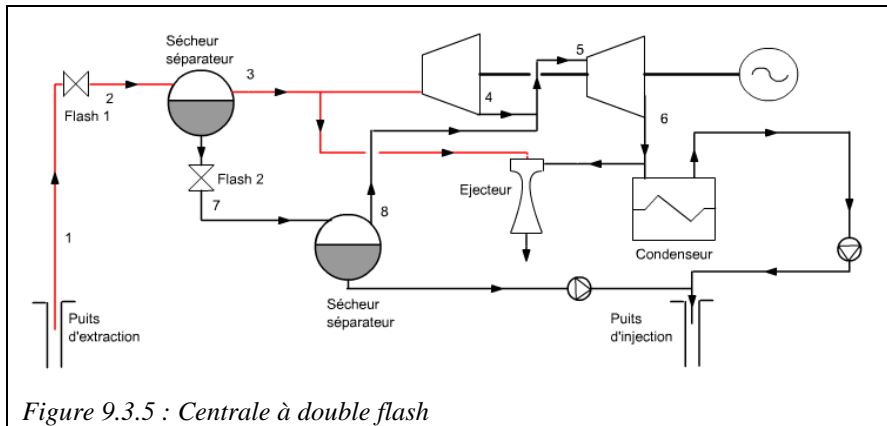 Sécheur
séparateur
3
5
2
Flash 1
4
6
Flash 2
Ejecteur
7
8
1
Condenseur
Sécheur
séparateur
Puits
d'extraction
Puits
d'injection
Figure 9.3.5 : Centrale à double flash